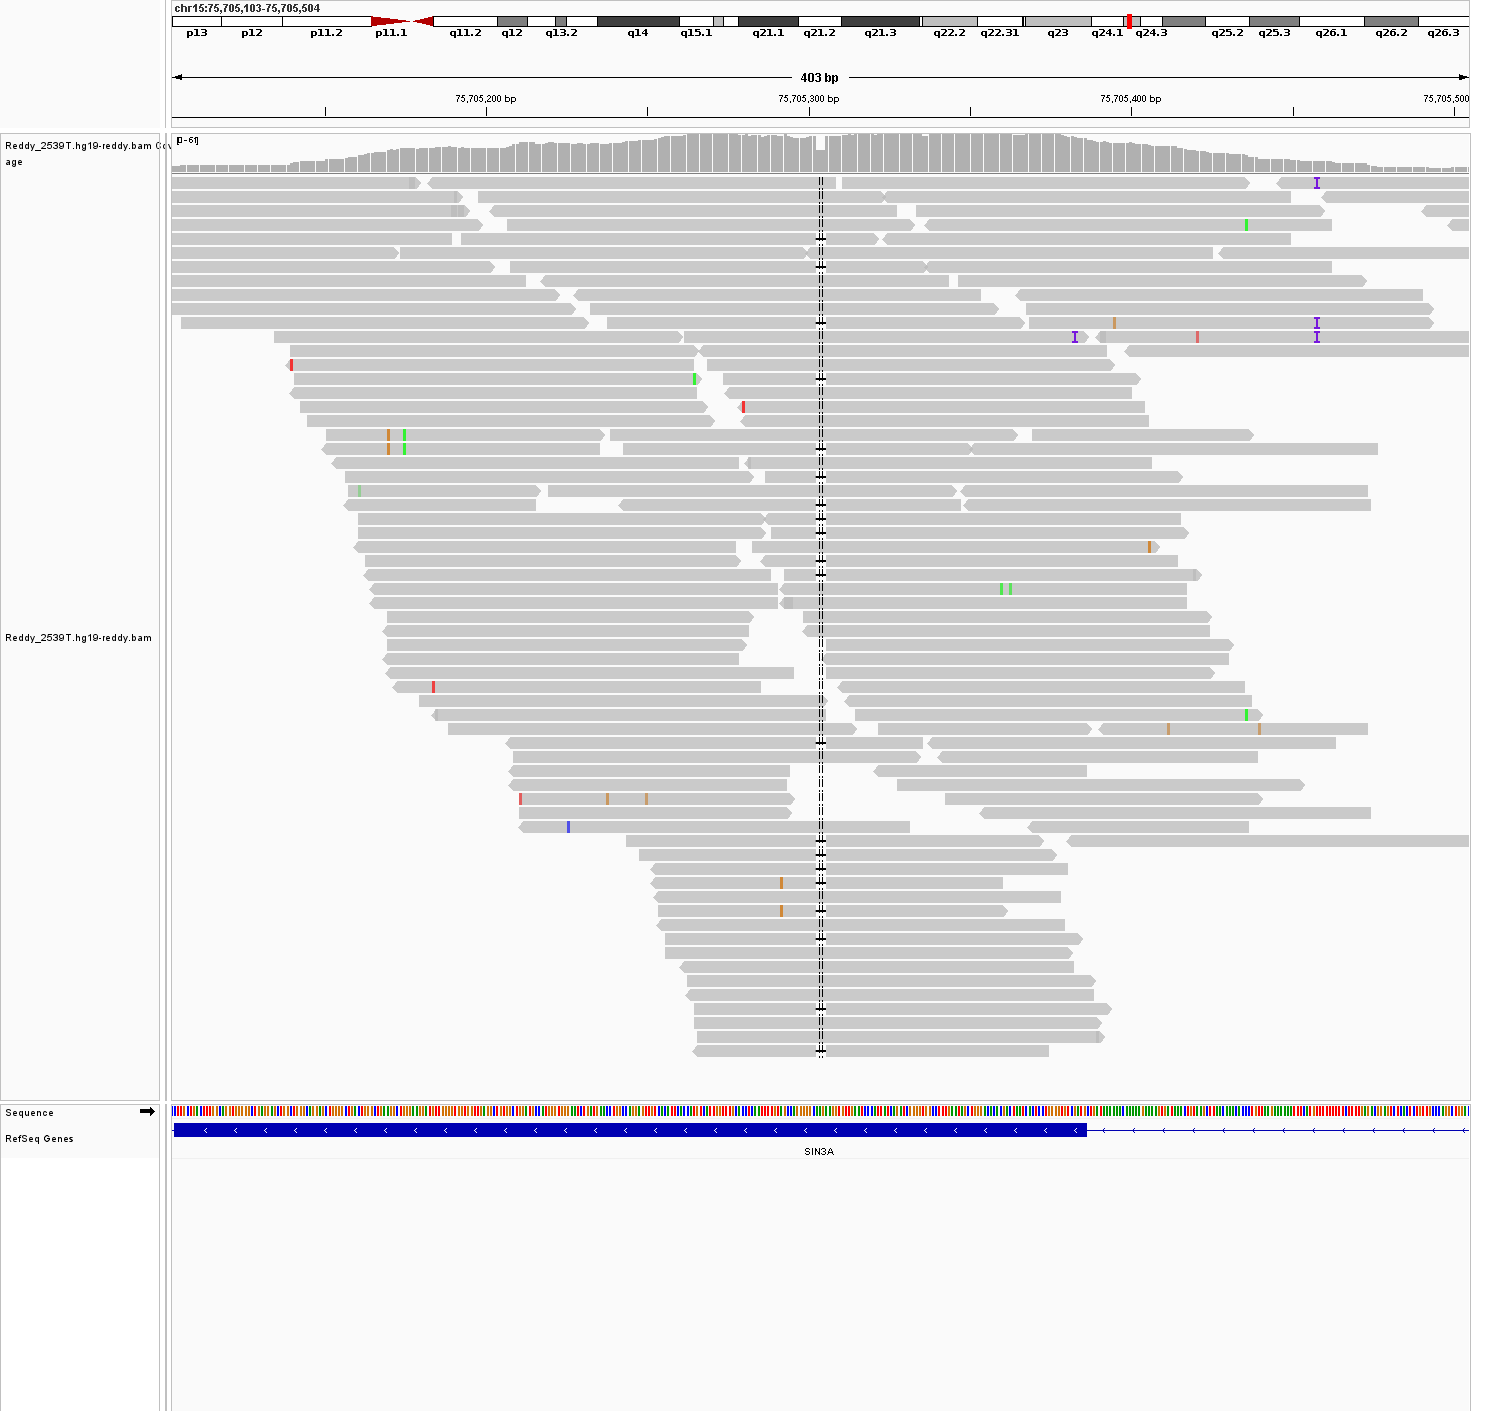 chr15:75,705,103-75,705,504
p13 p12 p11.2 p11.1 q11.2 q12 q13.2 q14 q15.1 q21.1 q21.2 q21.3 q22.2 q22.31 q23 q24.1 q24.3 q25.2 q25.3 q26.1 q26.2 q26.3
403 bp
75,705,200 bp 75,705,300 bp 75,705,400 bp 75,705,500
[0-61]
Reddy_2539T.hg19-reddy.bam Cov
age
Reddy_2539T.hg19-reddy.bam
Sequence
RefSeq Genes
SIN3A